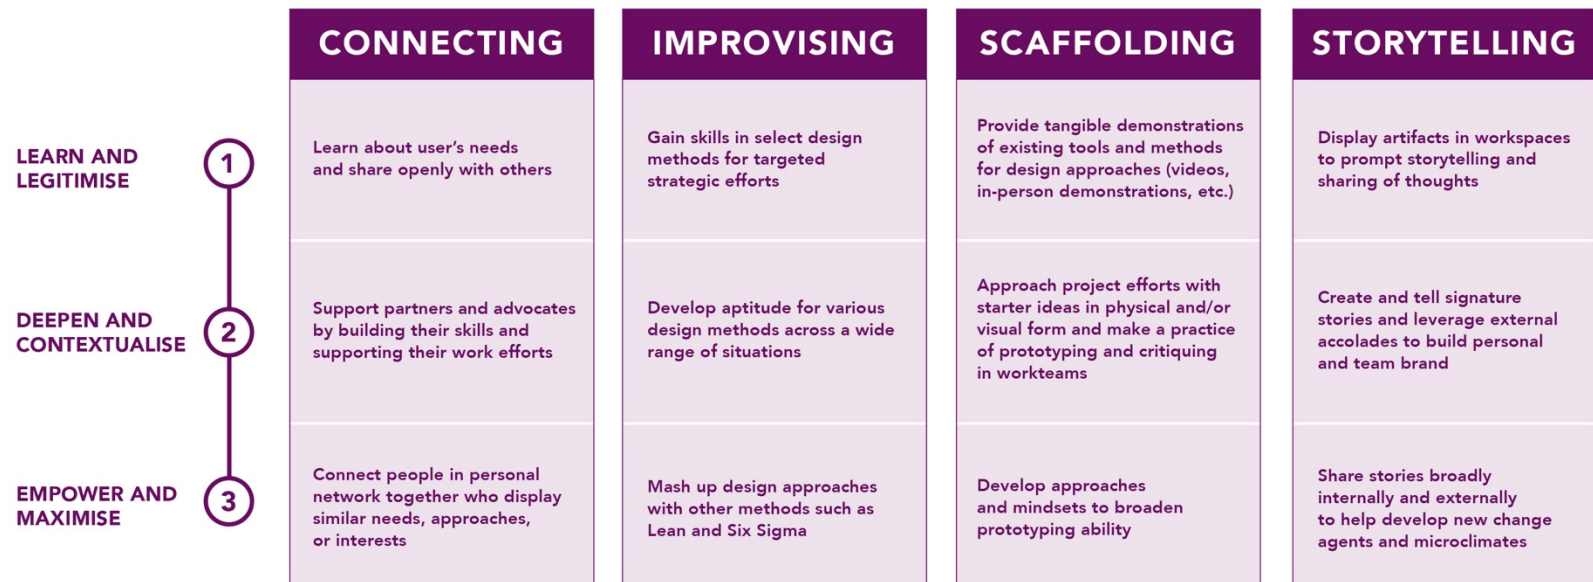 CONNECTING
IMPROVISING
SCAFFOLDING
STORYTELLING
LEARN AND
LEGITIMISE
1
Learn about user's needs
and share openly with others
Gain skills in select design
methods for targeted
strategic efforts
Provide tangible demonstrations
of existing tools and methods
for design approaches (videos,
in-person demonstrations, etc.)
Display artifacts in workspaces
to prompt storytelling and
sharing of thoughts
DEEPEN AND
CONTEXTUALISE
2
Support partners and advocates
by building their skills and
supporting their work efforts
Develop aptitude for various
design methods across a wide
range of situations
Approach project efforts with
starter ideas in physical and/or
visual form and make a practice
of prototyping and critiquing
in workteams
Create and tell signature
stories and leverage external
accolades to build personal
and team brand
EMPOWER AND
MAXIMISE
3
Connect people in personal
network together who display
similar needs, approaches,
or interests
Mash up design approaches
with other methods such as
Lean and Six Sigma
Develop approaches
and mindsets to broaden
prototyping ability
Share stories broadly
internally and externally
to help develop new change
agents and microclimates